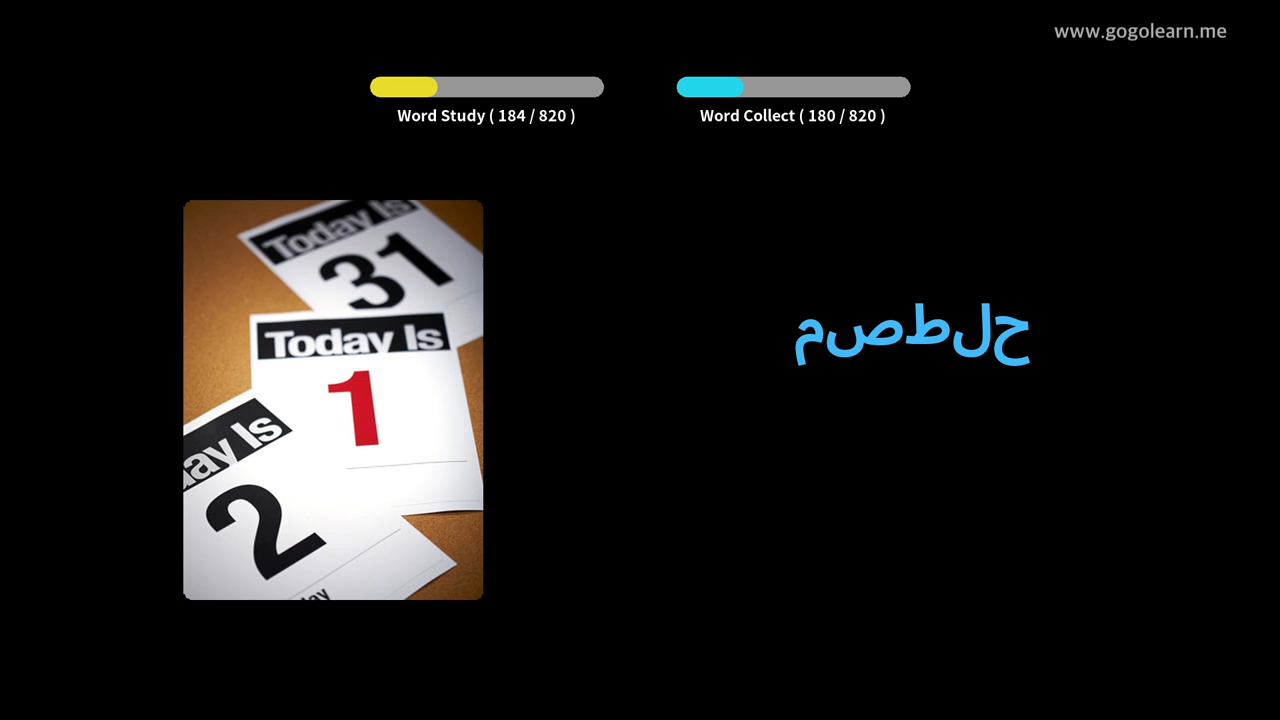 www.gogolearn.me
Word Study ( 184 / 820 )
Word Collect ( 180 / 820 )
Today Is
31
Today Is
1
ay Is
2
مصطلح